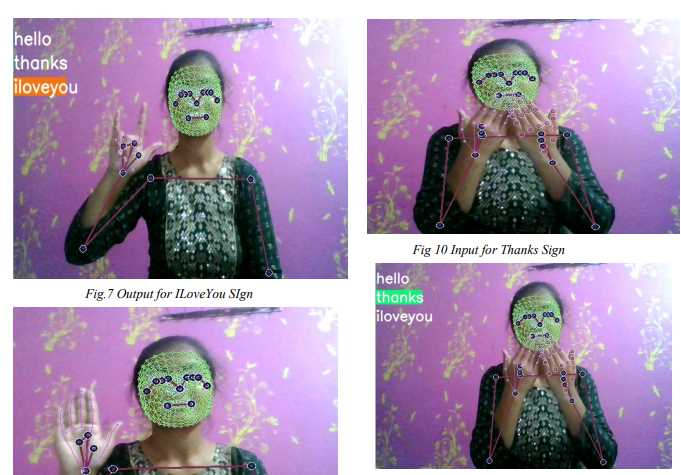 hello
thanks
iloveyou
Fig.7 Output for ILoveYou SIgn
Fig 10 Input for Thanks Sign
hello
thanks
iloveyou